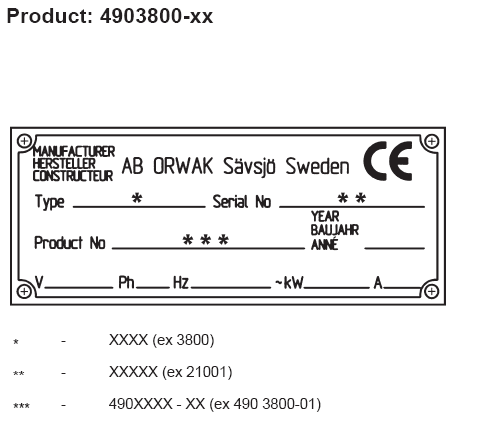 Product: 4903800-xx
MANUFACTURER
HERSTELLER
CONSTRUCTEUR
AB ORWAK Sävsjö Sweden
CE
Type * Serial No **
Product No *** YEAR
BAUJAHR
ANNÉ
V Ph Hz ~kW A
* - XXXX (ex 3800)
** - XXXXX (ex 21001)
*** - 490XXXX - XX (ex 490 3800-01)